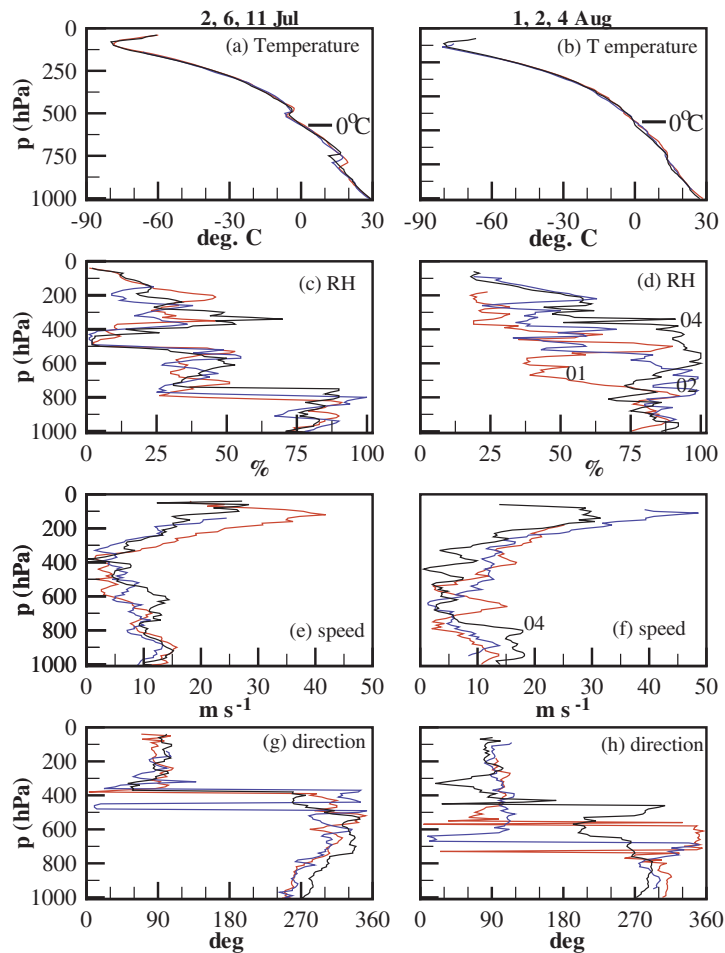 2, 6, 11 Jul
1, 2, 4 Aug
(a) Temperature
(b) T emperature
0
250
500
750
1000
p (hPa)
0°C
0°C
-90 -60 -30 0 30
-90 -60 -30 0 30
deg. C
deg. C
(c) RH
(d) RH
0
200
400
600
800
1000
p (hPa)
04
01
02
0 25 50 75 100
0 25 50 75 100
%
%
0
200
400
600
800
1000
p (hPa)
(e) speed
04
(f) speed
0 10 20 30 40 50
0 10 20 30 40 50
m s-1
m s-1
(g) direction
(h) direction
0
200
400
600
800
1000
p (hPa)
0 90 180 270 360
0 90 180 270 360
deg
deg